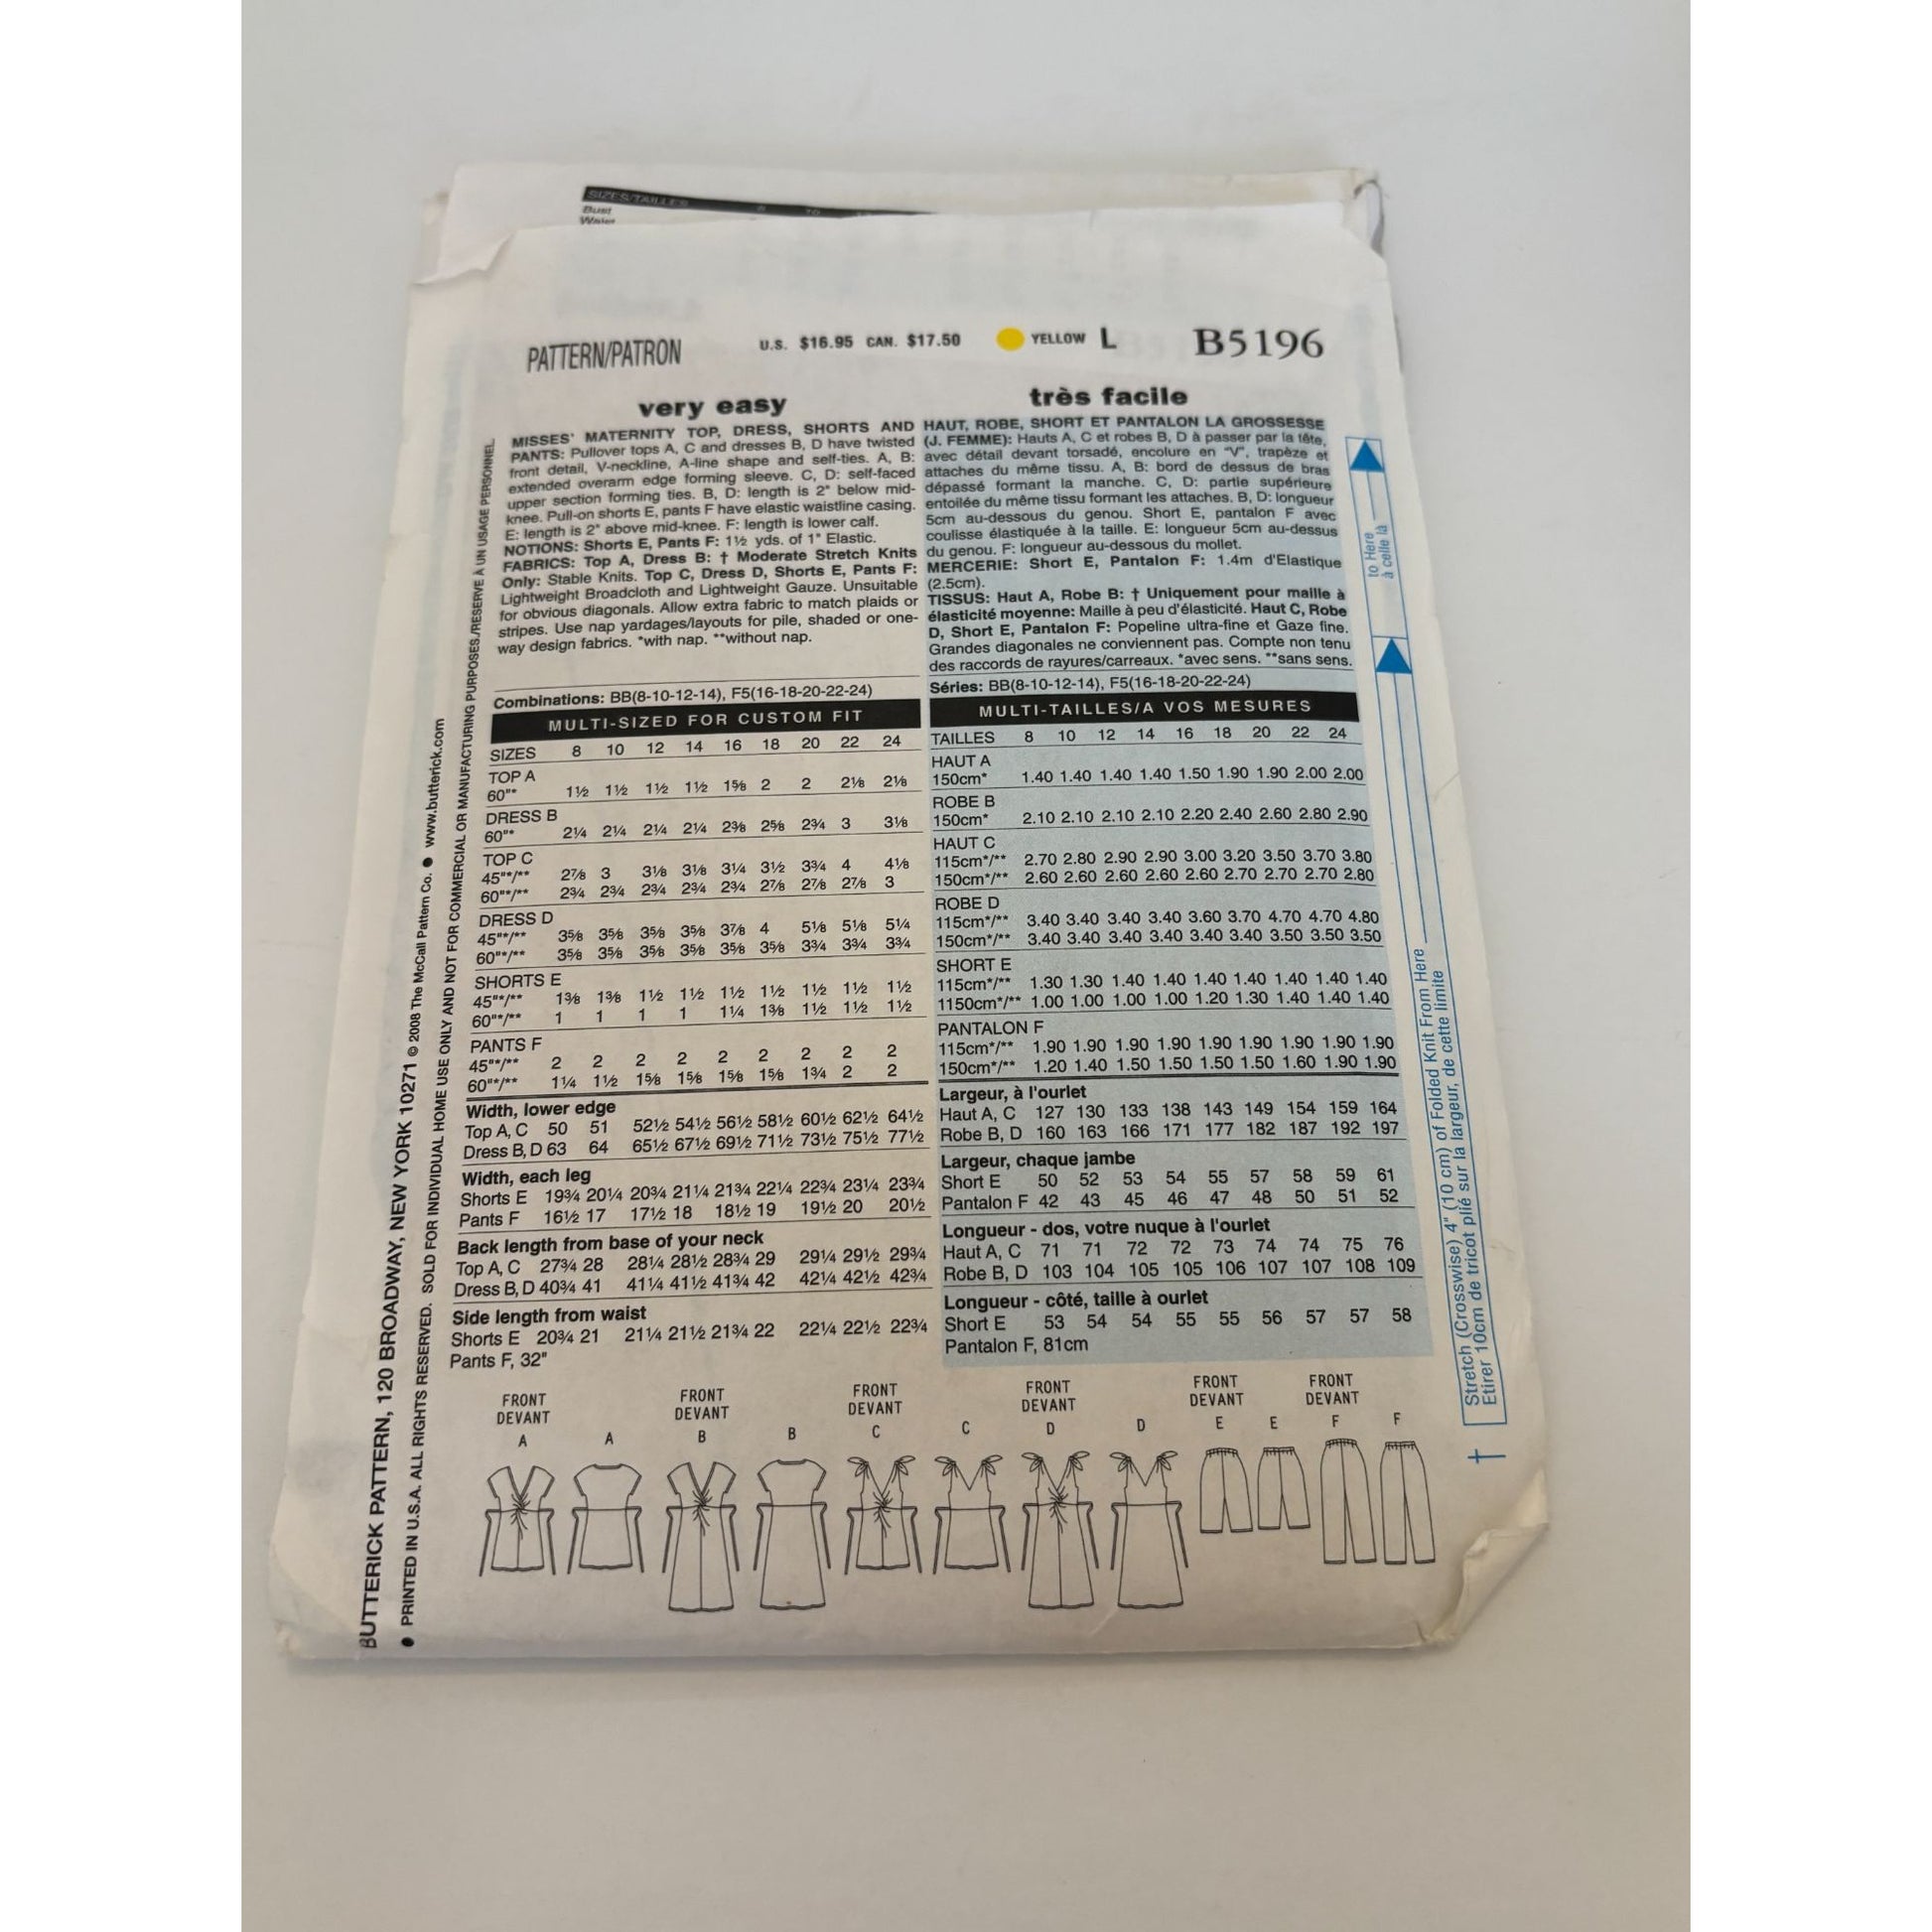 SIZES/TAILLES 8 10
Bust
Waist
PATTERN/PATRON U.S. $16.95 CAN. $17.50 YELLOW L B5196
very easy
MISSES' MATERNITY TOP, DRESS, SHORTS AND
PANTS: Pullover tops A, C and dresses B, D have twisted
front detail, V-neckline, A-line shape and self-ties. A, B:
extended overarm edge forming sleeve. C, D: self-faced
upper section forming ties. B, D: length is 2" below mid-
knee. Pull-on shorts E, pants F have elastic waistline casing.
E: length is 2" above mid-knee. F: length is lower calf.
NOTIONS: Shorts E, Pants F: 1½ yds. of 1" Elastic.
FABRICS: Top A, Dress B: † Moderate Stretch Knits
Only: Stable Knits. Top C, Dress D, Shorts E, Pants F:
Lightweight Broadcloth and Lightweight Gauze. Unsuitable
for obvious diagonals. Allow extra fabric to match plaids or
stripes. Use nap yardages/layouts for pile, shaded or one-
way design fabrics. *with nap. **without nap.
Combinations: BB(8-10-12-14), F5(16-18-20-22-24)
MULTI-SIZED FOR CUSTOM FIT
SIZES 8 10 12 14 16 18 20 22 24
TOP A
60"* 1½ 1½ 1½ 1½ 1⅝ 2 2 2⅛ 2⅛
DRESS B
60"* 2¼ 2¼ 2¼ 2¼ 2⅜ 2⅝ 2¾ 3 3⅛
TOP C
45"*/** 2⅞ 3 3⅛ 3⅛ 3¼ 3½ 3¾ 4 4⅛
60"*/** 2¾ 2¾ 2¾ 2¾ 2¾ 2⅞ 2⅞ 2⅞ 3
DRESS D
45"*/** 3⅝ 3⅝ 3⅝ 3⅝ 3⅞ 4 5⅛ 5⅛ 5¼
60"*/** 3⅝ 3⅝ 3⅝ 3⅝ 3⅝ 3⅝ 3¾ 3¾ 3¾
SHORTS E
45"*/** 1⅜ 1⅜ 1½ 1½ 1½ 1½ 1½ 1½ 1½
60"*/** 1 1 1 1 1¼ 1⅜ 1½ 1½ 1½
PANTS F
45"*/** 2 2 2 2 2 2 2 2 2
60"*/** 1¼ 1½ 1⅝ 1⅝ 1⅝ 1⅝ 1¾ 2 2
Width, lower edge
Top A, C 50 51 52½ 54½ 56½ 58½ 60½ 62½ 64½
Dress B, D 63 64 65½ 67½ 69½ 71½ 73½ 75½ 77½
Width, each leg
Shorts E 19¾ 20¼ 20¾ 21¼ 21¾ 22¼ 22¾ 23¼ 23¾
Pants F 16½ 17 17½ 18 18½ 19 19½ 20 20½
Back length from base of your neck
Top A, C 27¾ 28 28¼ 28½ 28¾ 29 29¼ 29½ 29¾
Dress B, D 40¾ 41 41¼ 41½ 41¾ 42 42¼ 42½ 42¾
Side length from waist
Shorts E 20¾ 21 21¼ 21½ 21¾ 22 22¼ 22½ 22¾
Pants F, 32"
très facile
HAUT, ROBE, SHORT ET PANTALON LA GROSSESSE
(J. FEMME): Hauts A, C et robes B, D à passer par la tête,
avec détail devant torsadé, encolure en "V", trapèze et
attaches du même tissu. A, B: bord de dessus de bras
dépassé formant la manche. C, D: partie supérieure
entoilée du même tissu formant les attaches. B, D: longueur
5cm au-dessous du genou. Short E, pantalon F avec
coulisse élastiquée à la taille. E: longueur 5cm au-dessus
du genou. F: longueur au-dessous du mollet.
MERCERIE: Short E, Pantalon F: 1.4m d'Elastique
(2.5cm).
TISSUS: Haut A, Robe B: † Uniquement pour maille à
élasticité moyenne: Maille à peu d'élasticité. Haut C, Robe
D, Short E, Pantalon F: Popeline ultra-fine et Gaze fine.
Grandes diagonales ne conviennent pas. Compte non tenu
des raccords de rayures/carreaux. *avec sens. **sans sens.
Séries: BB(8-10-12-14), F5(16-18-20-22-24)
MULTI-TAILLES/A VOS MESURES
TAILLES 8 10 12 14 16 18 20 22 24
HAUT A
150cm* 1.40 1.40 1.40 1.40 1.50 1.90 1.90 2.00 2.00
ROBE B
150cm* 2.10 2.10 2.10 2.10 2.20 2.40 2.60 2.80 2.90
HAUT C
115cm*/** 2.70 2.80 2.90 2.90 3.00 3.20 3.50 3.70 3.80
150cm*/** 2.60 2.60 2.60 2.60 2.60 2.70 2.70 2.70 2.80
ROBE D
115cm*/** 3.40 3.40 3.40 3.40 3.60 3.70 4.70 4.70 4.80
150cm*/** 3.40 3.40 3.40 3.40 3.40 3.40 3.50 3.50 3.50
SHORT E
115cm*/** 1.30 1.30 1.40 1.40 1.40 1.40 1.40 1.40 1.40
1150cm*/** 1.00 1.00 1.00 1.00 1.20 1.30 1.40 1.40 1.40
PANTALON F
115cm*/** 1.90 1.90 1.90 1.90 1.90 1.90 1.90 1.90 1.90
150cm*/** 1.20 1.40 1.50 1.50 1.50 1.50 1.60 1.90 1.90
Largeur, à l'ourlet
Haut A, C 127 130 133 138 143 149 154 159 164
Robe B, D 160 163 166 171 177 182 187 192 197
Largeur, chaque jambe
Short E 50 52 53 54 55 57 58 59 61
Pantalon F 42 43 45 46 47 48 50 51 52
Longueur - dos, votre nuque à l'ourlet
Haut A, C 71 71 72 72 73 74 74 75 76
Robe B, D 103 104 105 105 106 107 107 108 109
Longueur - côté, taille à ourlet
Short E 53 54 54 55 55 56 57 57 58
Pantalon F, 81cm
FRONT FRONT FRONT FRONT FRONT FRONT
DEVANT DEVANT DEVANT DEVANT DEVANT DEVANT
A A B B C C D D E E F F
BUTTERICK PATTERN, 120 BROADWAY, NEW YORK 10271 © 2008 The McCall Pattern Co. ● www.butterick.com
● PRINTED IN U.S.A. ALL RIGHTS RESERVED. SOLD FOR INDIVIDUAL HOME USE ONLY AND NOT FOR COMMERCIAL OR MANUFACTURING PURPOSES./RESERVE À UN USAGE PERSONNEL
† Stretch (Crosswise) 4" (10 cm) of Folded Knit From Here
Etirer 10cm de tricot plié sur la largeur, de cette limite
to Here
à celle là